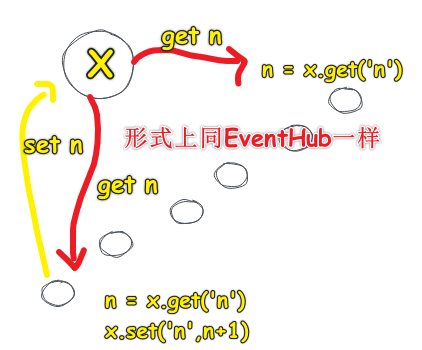 get n
X
n = x.get('n')
形式上同EventHub一样
set n
get n
n = x.get('n')
x.set('n',n+1)